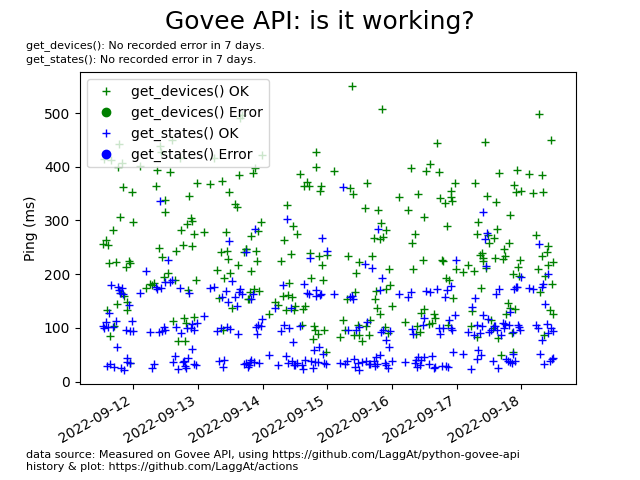 Govee API: is it working?
get_devices(): No recorded error in 7 days.
get_states(): No recorded error in 7 days.
get_devices() OK
get_devices() Error
get_states() OK
get_states() Error
Ping (ms)
500
400
300
200
100
0
2022-09-12
2022-09-13
2022-09-14
2022-09-15
2022-09-16
2022-09-17
2022-09-18
data source: Measured on Govee API, using https://github.com/LaggAt/python-govee-api
history & plot: https://github.com/LaggAt/actions